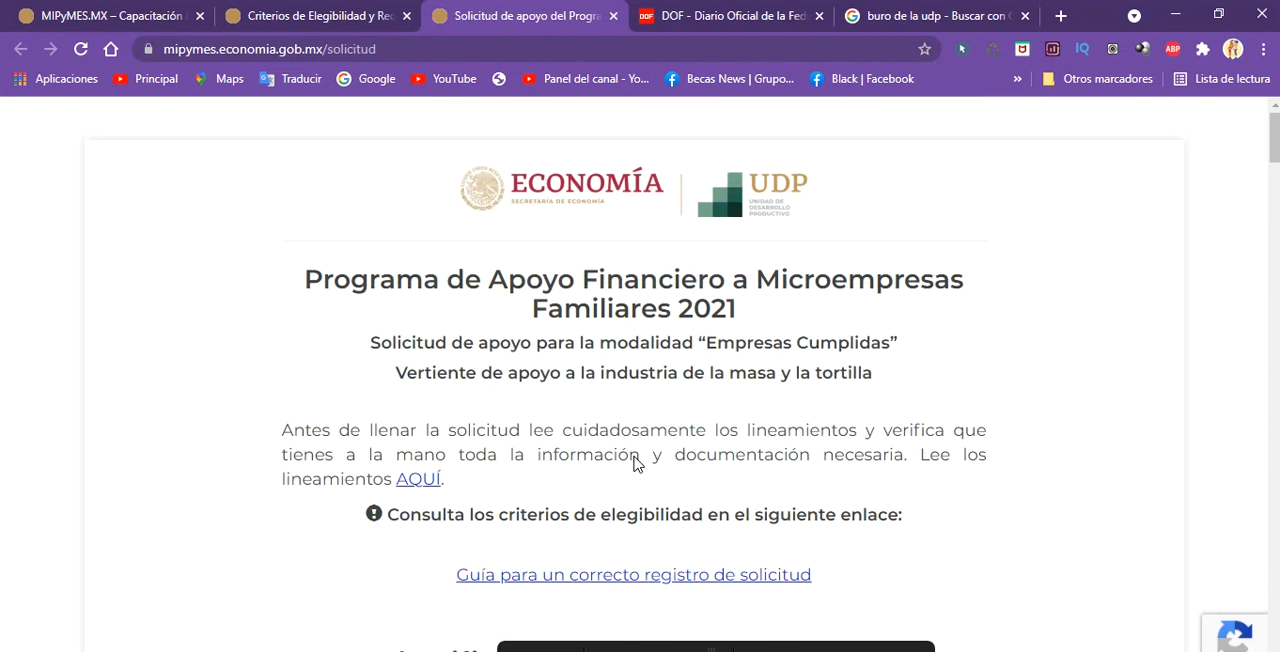 MIPyMES.MX – Capacitación
Criterios de Elegibilidad y Rec
Solicitud de apoyo del Progra
DOF - Diario Oficial de la Fed
buro de la udp - Buscar con G
mipymes.economia.gob.mx/solicitud
IQ
ABP
Aplicaciones
Principal
Maps
Traducir
Google
YouTube
Panel del canal - Yo...
Becas News | Grupo...
Black | Facebook
»
Otros marcadores
Lista de lectura
ECONOMÍA
SECRETARÍA DE ECONOMÍA
UDP
UNIDAD DE
DESARROLLO
PRODUCTIVO
Programa de Apoyo Financiero a Microempresas
Familiares 2021
Solicitud de apoyo para la modalidad “Empresas Cumplidas”
Vertiente de apoyo a la industria de la masa y la tortilla
Antes de llenar la solicitud lee cuidadosamente los lineamientos y verifica que
tienes a la mano toda la información y documentación necesaria. Lee los
lineamientos AQUÍ.
Consulta los criterios de elegibilidad en el siguiente enlace:
Guía para un correcto registro de solicitud